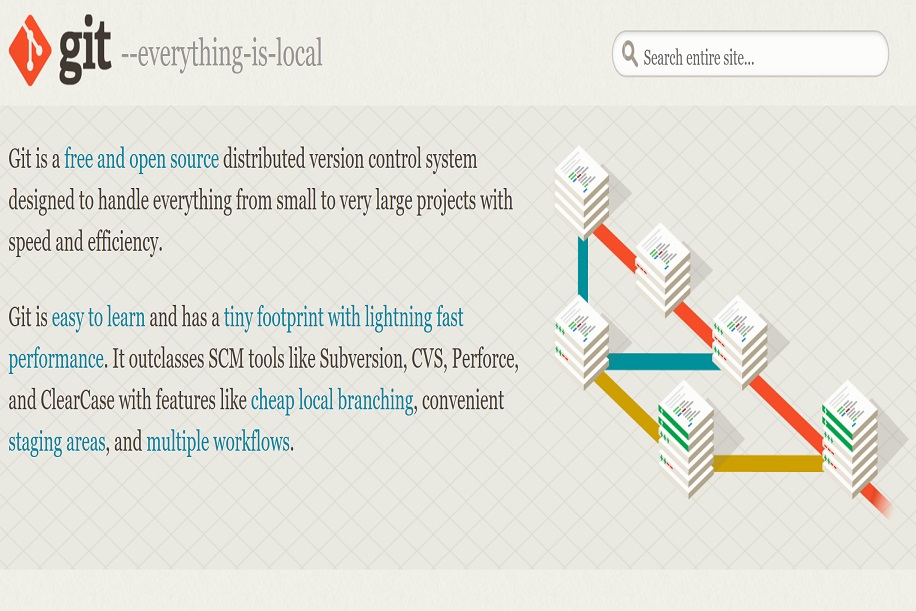 git --everything-is-local
Search entire site...
Git is a free and open source distributed version control system
designed to handle everything from small to very large projects with
speed and efficiency.
Git is easy to learn and has a tiny footprint with lightning fast
performance. It outclasses SCM tools like Subversion, CVS, Perforce,
and ClearCase with features like cheap local branching, convenient
staging areas, and multiple workflows.